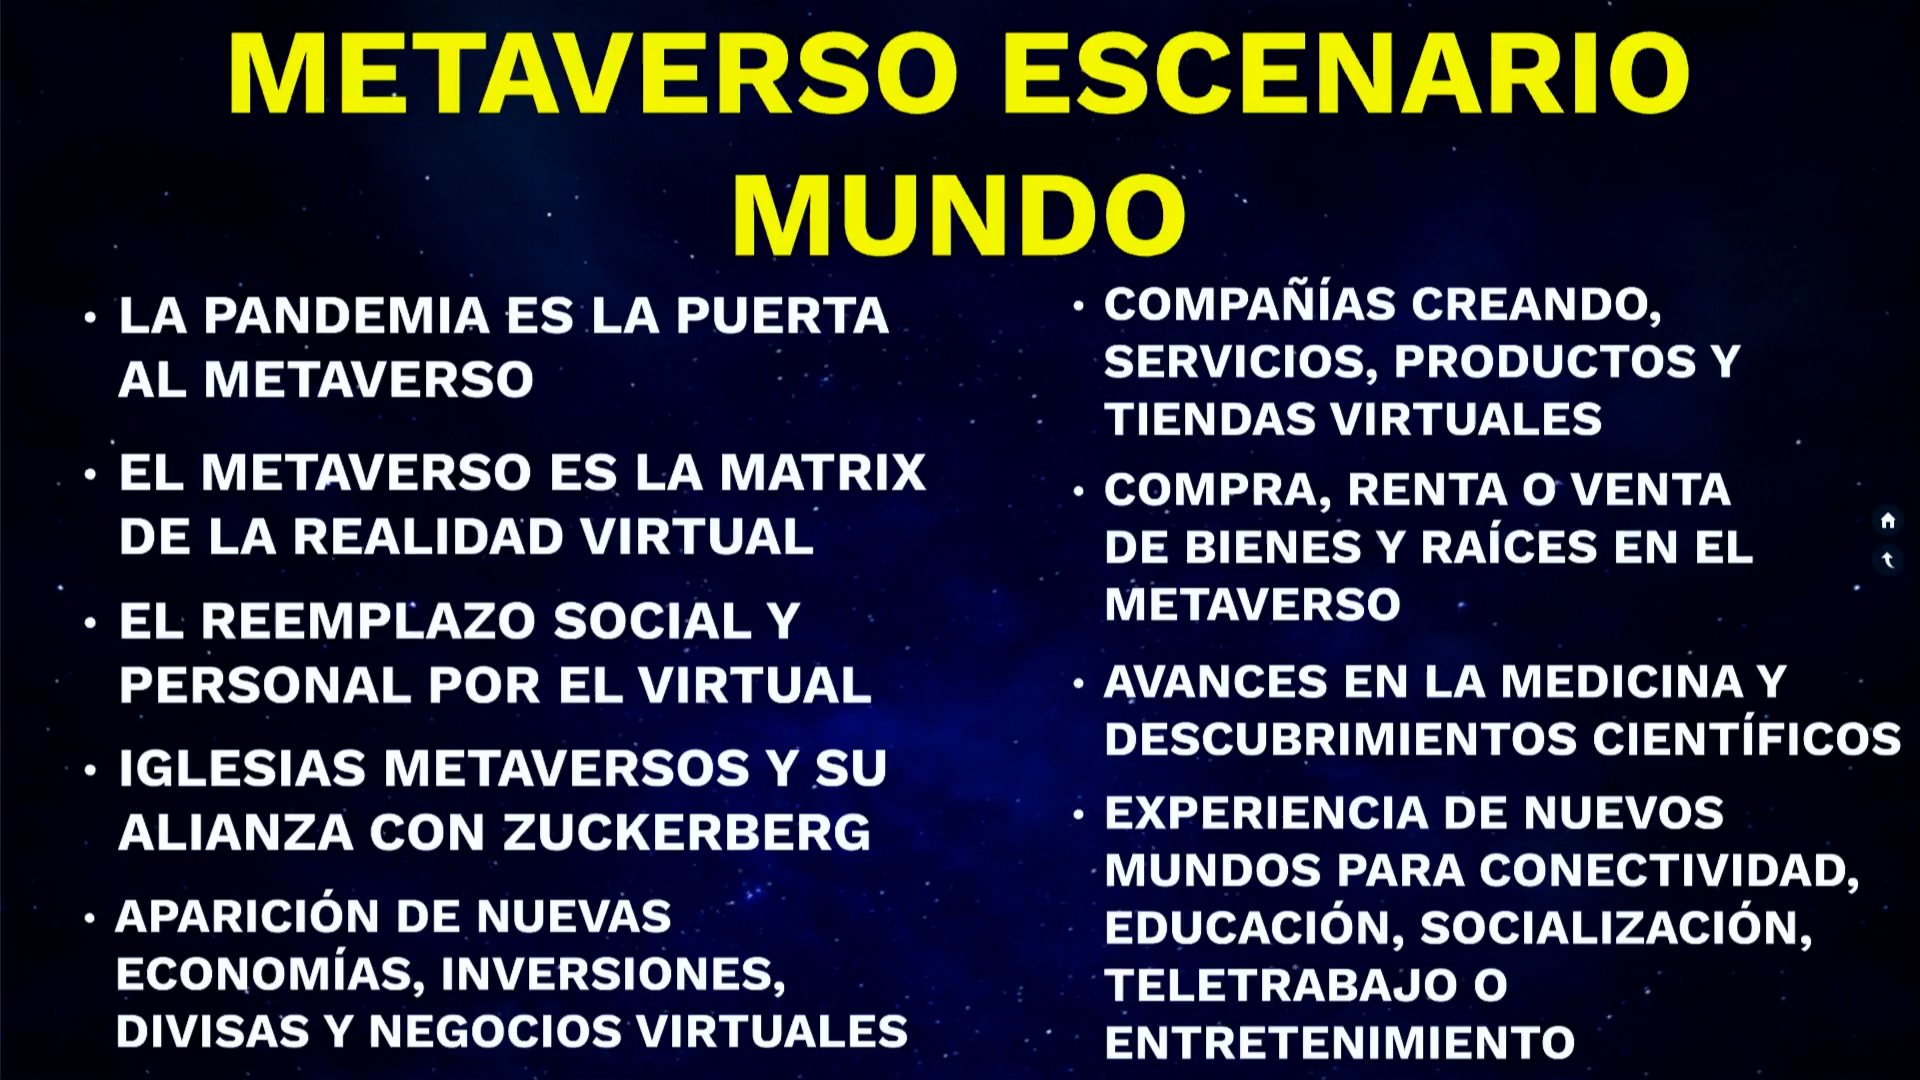 METAVERSO ESCENARIO
MUNDO
• LA PANDEMIA ES LA PUERTA
AL METAVERSO
• EL METAVERSO ES LA MATRIX
DE LA REALIDAD VIRTUAL
• EL REEMPLAZO SOCIAL Y
PERSONAL POR EL VIRTUAL
• IGLESIAS METAVERSOS Y SU
ALIANZA CON ZUCKERBERG
• APARICIÓN DE NUEVAS
ECONOMÍAS, INVERSIONES,
DIVISAS Y NEGOCIOS VIRTUALES
• COMPAÑÍAS CREANDO,
SERVICIOS, PRODUCTOS Y
TIENDAS VIRTUALES
• COMPRA, RENTA O VENTA
DE BIENES Y RAÍCES EN EL
METAVERSO
• AVANCES EN LA MEDICINA Y
DESCUBRIMIENTOS CIENTÍFICOS
• EXPERIENCIA DE NUEVOS
MUNDOS PARA CONECTIVIDAD,
EDUCACIÓN, SOCIALIZACIÓN,
TELETRABAJO O
ENTRETENIMIENTO